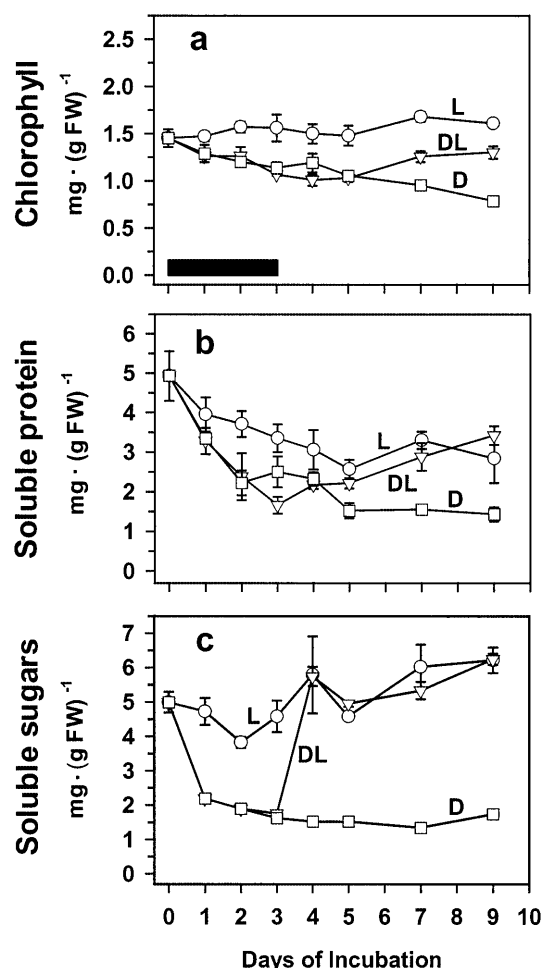 a
Chlorophyll
mg · (g FW) -1
2.5
2.0
1.5
1.0
0.5
0.0
L
DL
D
b
Soluble protein
mg · (g FW) -1
6
5
4
3
2
1
0
L
DL
D
c
Soluble sugars
mg · (g FW) -1
7
6
5
4
3
2
1
0
L
DL
D
0 1 2 3 4 5 6 7 8 9 10
Days of Incubation